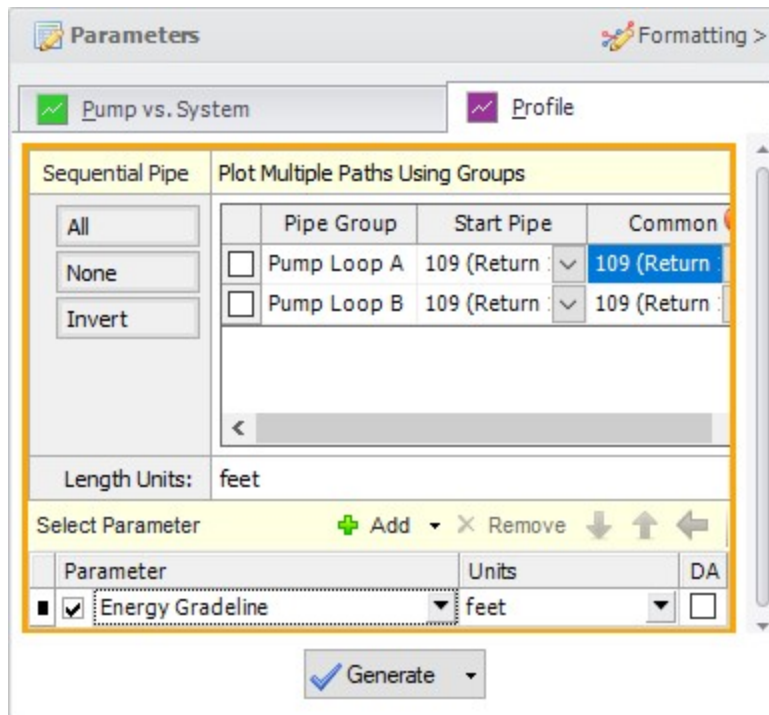 Parameters
Formatting >
Pump vs. System
Profile
Sequential Pipe
Plot Multiple Paths Using Groups
All
None
Invert
Pipe Group Start Pipe Common
Pump Loop A 109 (Return : 109 (Return :
Pump Loop B 109 (Return : 109 (Return :
Length Units: feet
Select Parameter Add Remove
Parameter Units DA
Energy Gradeline feet
Generate